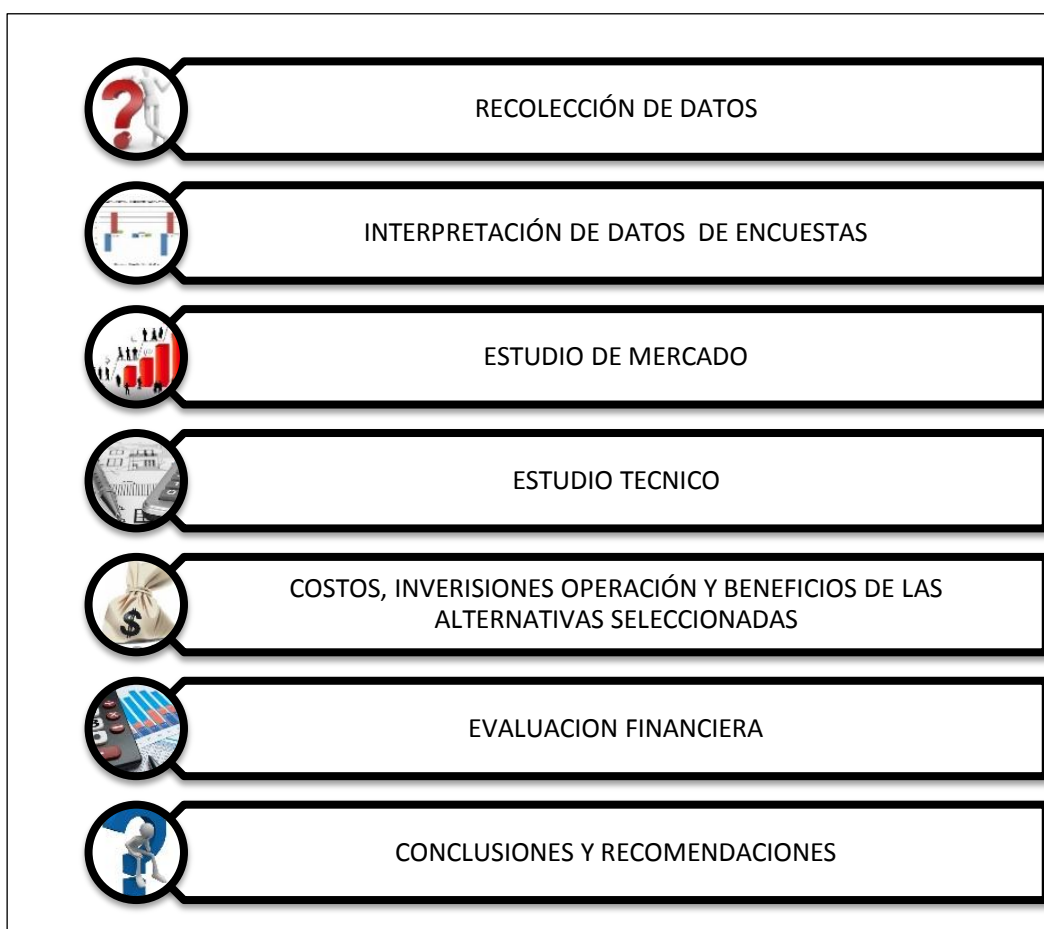 RECOLECCIÓN DE DATOS
INTERPRETACIÓN DE DATOS  DE ENCUESTAS
ESTUDIO DE MERCADO
ESTUDIO TECNICO
$
COSTOS, INVERISIONES OPERACIÓN Y BENEFICIOS DE LAS
ALTERNATIVAS SELECCIONADAS
EVALUACION FINANCIERA
CONCLUSIONES Y RECOMENDACIONES